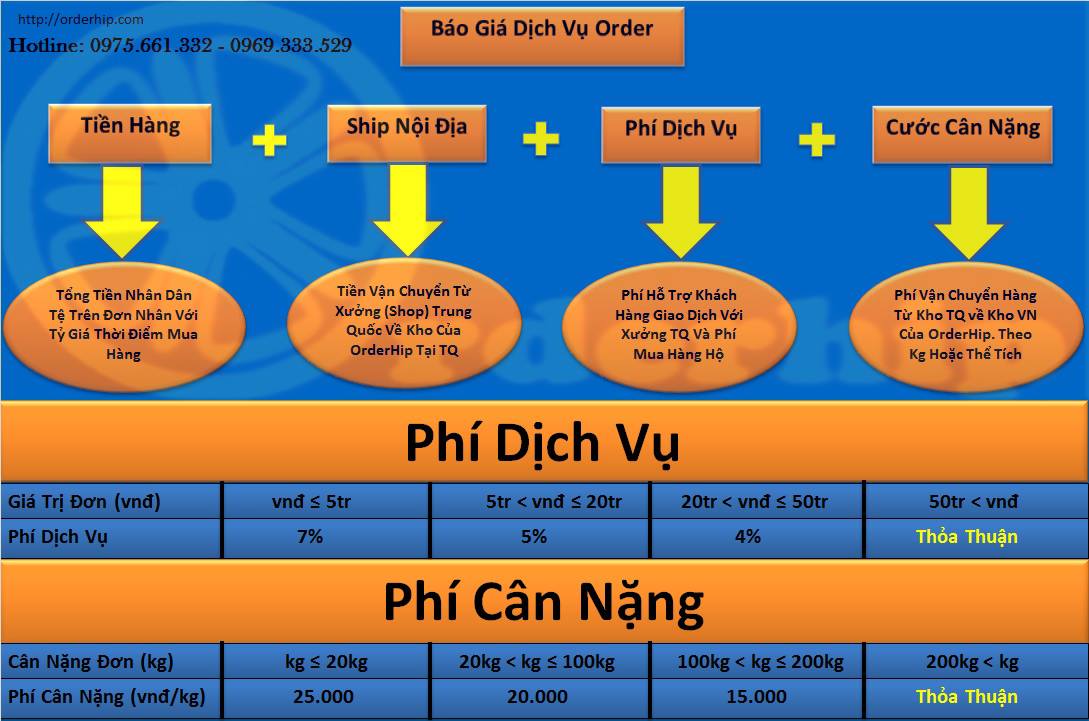 http://orderhip.com
Hotline: 0975.661.332 - 0969.333.529
Báo Giá Dịch Vụ Order
Tiền Hàng
+
Ship Nội Địa
+
Phí Dịch Vụ
+
Cước Cân Nặng
Tổng Tiền Nhân Dân
Tệ Trên Đơn Nhân Với
Tỷ Giá Thời Điểm Mua
Hàng
Tiền Vận Chuyển Từ
Xưởng (Shop) Trung
Quốc Về Kho Của
OrderHip Tại TQ
Phí Hỗ Trợ Khách
Hàng Giao Dịch Với
Xưởng TQ Và Phí
Mua Hàng Hộ
Phí Vận Chuyển Hàng
Từ Kho TQ về Kho VN
Của OrderHip. Theo
Kg Hoặc Thể Tích
Phí Dịch Vụ
Giá Trị Đơn (vnđ) vnđ ≤ 5tr 5tr < vnđ ≤ 20tr 20tr < vnđ ≤ 50tr 50tr < vnđ
Phí Dịch Vụ 7% 5% 4% Thỏa Thuận
Phí Cân Nặng
Cân Nặng Đơn (kg) kg ≤ 20kg 20kg < kg ≤ 100kg 100kg < kg ≤ 200kg 200kg < kg
Phí Cân Nặng (vnđ/kg) 25.000 20.000 15.000 Thỏa Thuận